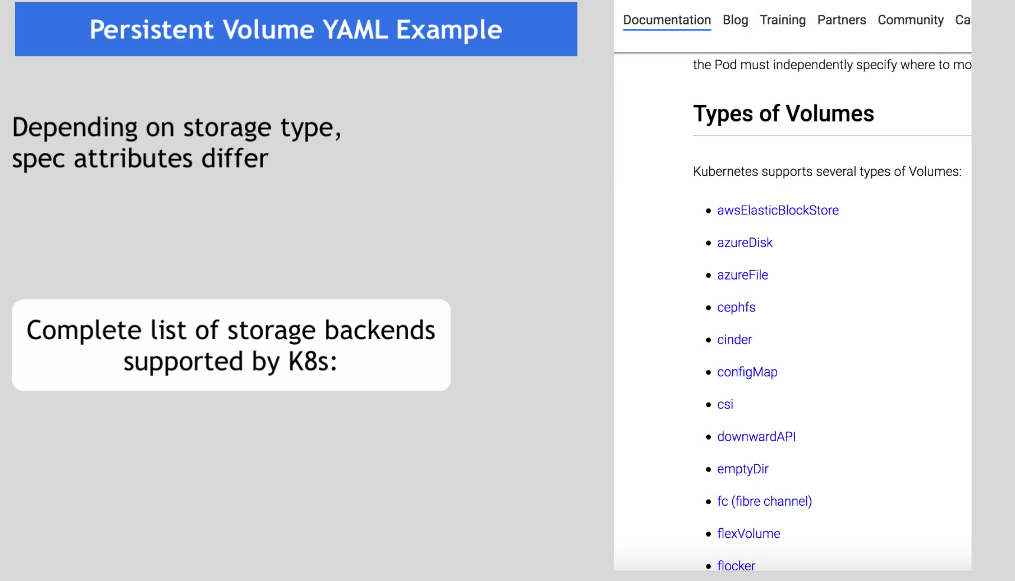 Persistent Volume YAML Example
Depending on storage type,
spec attributes differ
Complete list of storage backends
supported by K8s:
Documentation Blog Training Partners Community Ca
the Pod must independently specify where to mo
Types of Volumes
Kubernetes supports several types of Volumes:
awsElasticBlockStore
azureDisk
azureFile
cephfs
cinder
configMap
csi
downwardAPI
emptyDir
fc (fibre channel)
flexVolume
flocker